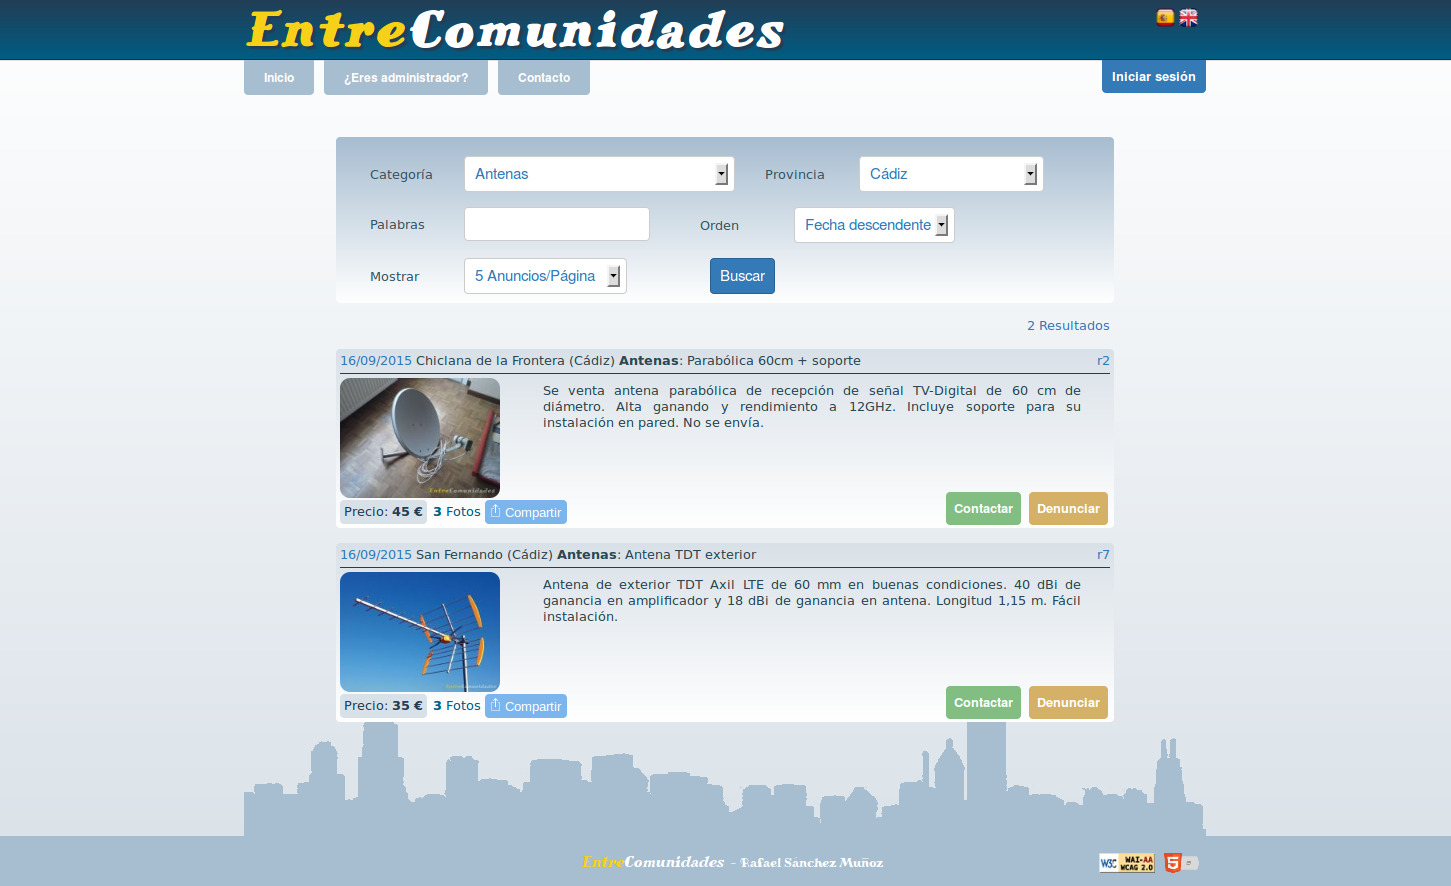 EntreComunidades
Inicio
¿Eres administrador?
Contacto
Iniciar sesión
Categoría
Antenas
Provincia
Cádiz
Palabras
Orden
Fecha descendente
Mostrar
5 Anuncios/Página
Buscar
2 Resultados
16/09/2015 Chiclana de la Frontera (Cádiz) Antenas: Parabólica 60cm + soporte
r2
Se venta antena parabólica de recepción de señal TV-Digital de 60 cm de
diámetro. Alta ganando y rendimiento a 12GHz. Incluye soporte para su
instalación en pared. No se envía.
EntreComunidades
Precio: 45 €
3 Fotos
Compartir
Contactar
Denunciar
16/09/2015 San Fernando (Cádiz) Antenas: Antena TDT exterior
r7
Antena de exterior TDT Axil LTE de 60 mm en buenas condiciones. 40 dBi de
ganancia en amplificador y 18 dBi de ganancia en antena. Longitud 1,15 m. Fácil
instalación.
EntreComunidades
Precio: 35 €
3 Fotos
Compartir
Contactar
Denunciar
EntreComunidades - Rafael Sánchez Muñoz
W3C WAI-AA
WCAG 2.0
5